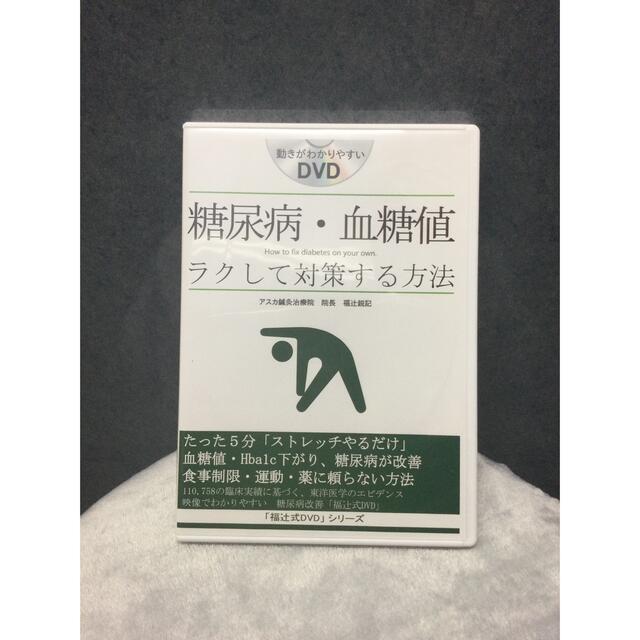 動きがわかりやすい
DVD
糖尿病・血糖値
How to fix diabetes on your own.
ラクして対策する方法
アスカ鍼灸治療院 院長 福辻鋭記
たった５分「ストレッチやるだけ」
血糖値・Hba1c下がり、糖尿病が改善
食事制限・運動・薬に頼らない方法
110,758の臨床実績に基づく、東洋医学のエビデンス
映像でわかりやすい 糖尿病改善「福辻式DVD」
「福辻式DVD」シリーズ